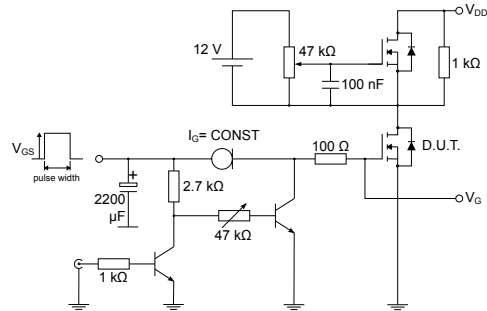 V_DD
12 V
47 kΩ
1 kΩ
100 nF
I_G= CONST
V_GS
pulse width
100 Ω
D.U.T.
+
2.7 kΩ
2200
µF
V_G
47 kΩ
1 kΩ